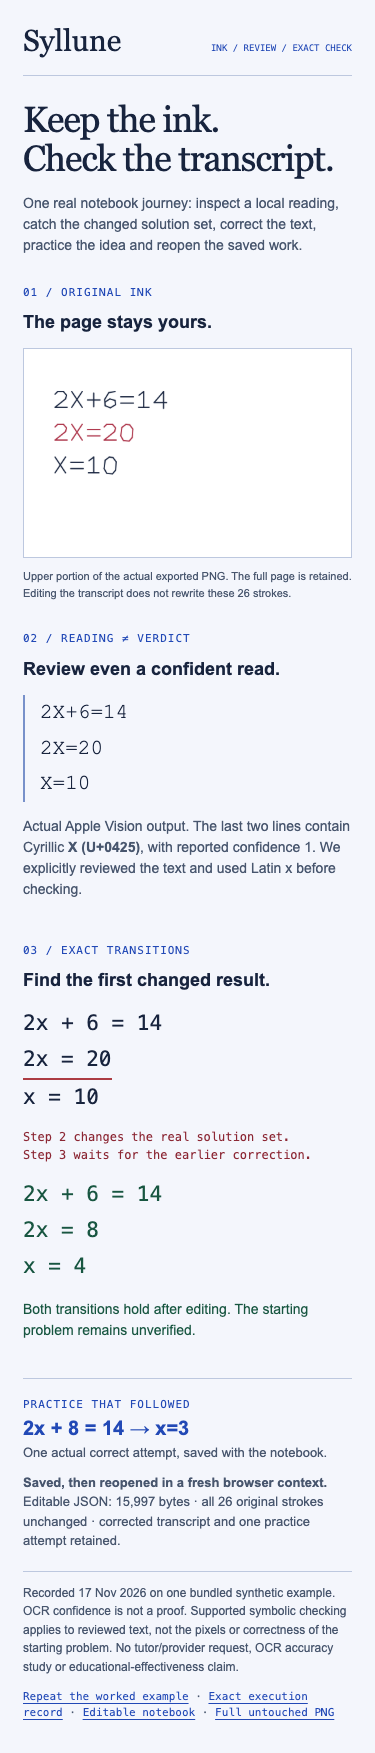 Syllune
INK / REVIEW / EXACT CHECK
Keep the ink.
Check the transcript.
One real notebook journey: inspect a local reading,
catch the changed solution set, correct the text,
practice the idea and reopen the saved work.
01 / ORIGINAL INK
The page stays yours.
2X+6=14
2X=20
X=10
Upper portion of the actual exported PNG. The full page is retained.
Editing the transcript does not rewrite these 26 strokes.
02 / READING ≠ VERDICT
Review even a confident read.
2X+6=14
2Х=20
Х=10
Actual Apple Vision output. The last two lines contain
Cyrillic Х (U+0425), with reported confidence 1. We
explicitly reviewed the text and used Latin x before
checking.
03 / EXACT TRANSITIONS
Find the first changed result.
2x + 6 = 14
2x = 20
x = 10
Step 2 changes the real solution set.
Step 3 waits for the earlier correction.
2x + 6 = 14
2x = 8
x = 4
Both transitions hold after editing. The starting
problem remains unverified.
PRACTICE THAT FOLLOWED
2x + 8 = 14 → x=3
One actual correct attempt, saved with the notebook.
Saved, then reopened in a fresh browser context.
Editable JSON: 15,997 bytes · all 26 original strokes
unchanged · corrected transcript and one practice
attempt retained.
Recorded 17 Nov 2026 on one bundled synthetic example.
OCR confidence is not a proof. Supported symbolic checking
applies to reviewed text, not the pixels or correctness of the
starting problem. No tutor/provider request, OCR accuracy
study or educational-effectiveness claim.
Repeat the worked example · Exact execution
record · Editable notebook · Full untouched PNG